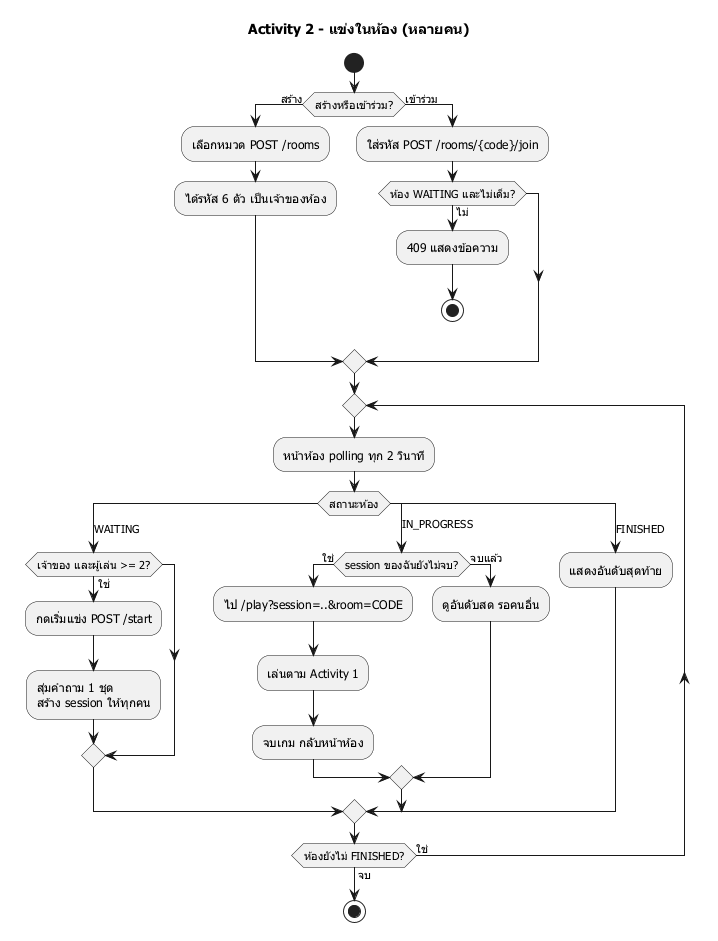 Activity 2 - แข่งในห้อง (หลายคน)
สร้างหรือเข้าร่วม?
สร้าง
เข้าร่วม
เลือกหมวด POST /rooms
ได้รหัส 6 ตัว เป็นเจ้าของห้อง
ใส่รหัส POST /rooms/{code}/join
ห้อง WAITING และไม่เต็ม?
ไม่
409 แสดงข้อความ
หน้าห้อง polling ทุก 2 วินาที
สถานะห้อง
WAITING
IN_PROGRESS
FINISHED
เจ้าของ และผู้เล่น >= 2?
ใช่
กดเริ่มแข่ง POST /start
สุ่มคำถาม 1 ชุด
สร้าง session ให้ทุกคน
session ของฉันยังไม่จบ?
ใช่
จบแล้ว
ไป /play?session=..&room=CODE
เล่นตาม Activity 1
จบเกม กลับหน้าห้อง
ดูอันดับสด รอคนอื่น
แสดงอันดับสุดท้าย
ห้องยังไม่ FINISHED?
ใช่
จบ